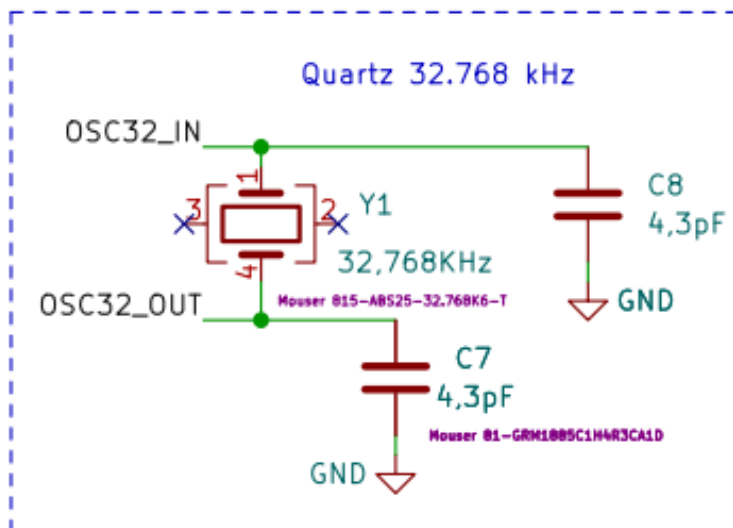 Quartz 32.768 kHz
OSC32_IN
1
3
2
Y1
C8
4,3pF
32,768KHz
4
Mouser 815-ABS25-32.768K6-T
GND
OSC32_OUT
C7
4,3pF
Mouser 81-GRM1885C1H4R3CA1D
GND